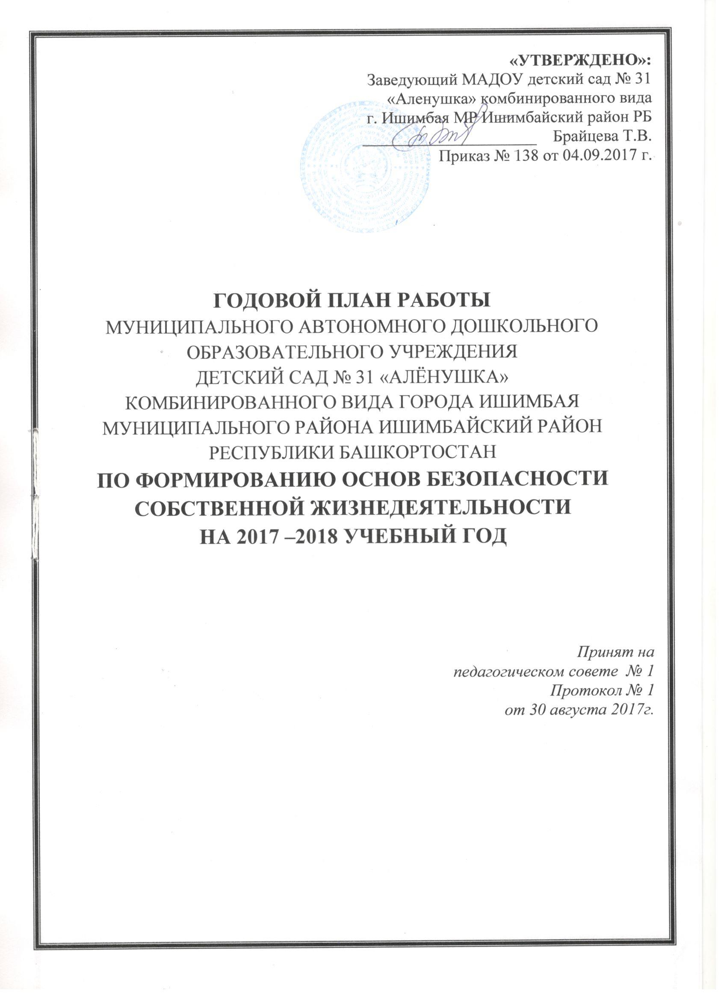 «УТВЕРЖДЕНО»:
Заведующий МАДОУ детский сад № 31
«Аленушка» комбинированного вида
г. Ишимбая МР Ишимбайский район РБ
Брайцева Т.В.
Приказ № 138 от 04.09.2017 г.
ГОДОВОЙ ПЛАН РАБОТЫ
МУНИЦИПАЛЬНОГО АВТОНОМНОГО ДОШКОЛЬНОГО
ОБРАЗОВАТЕЛЬНОГО УЧРЕЖДЕНИЯ
ДЕТСКИЙ САД № 31 «АЛЁНУШКА»
КОМБИНИРОВАННОГО ВИДА ГОРОДА ИШИМБАЯ
МУНИЦИПАЛЬНОГО РАЙОНА ИШИМБАЙСКИЙ РАЙОН
РЕСПУБЛИКИ БАШКОРТОСТАН
ПО ФОРМИРОВАНИЮ ОСНОВ БЕЗОПАСНОСТИ
СОБСТВЕННОЙ ЖИЗНЕДЕЯТЕЛЬНОСТИ
НА 2017 –2018 УЧЕБНЫЙ ГОД
Принят на
педагогическом совете № 1
Протокол № 1
от 30 августа 2017г.